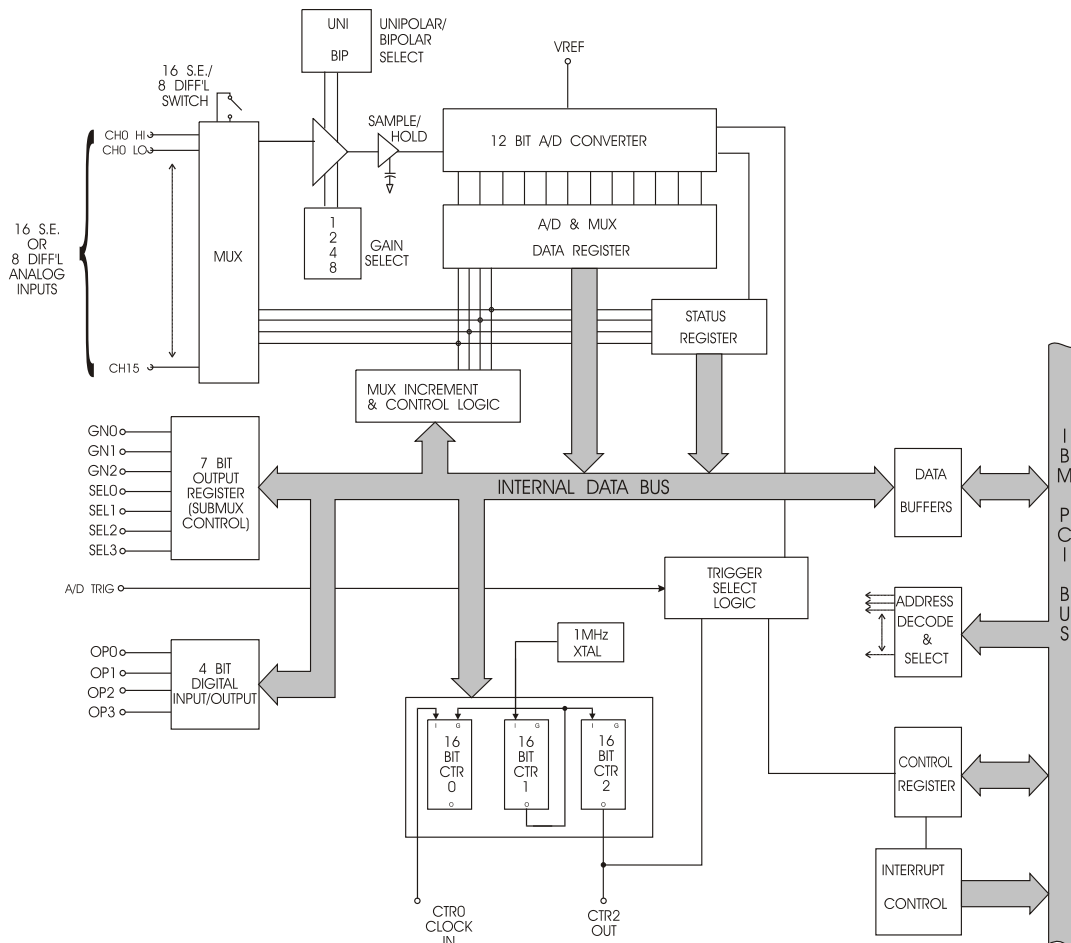 UNI
BIP
UNIPOLAR/
BIPOLAR
SELECT
VREF
16 S.E./
8 DIFF'L
SWITCH
SAMPLE/
HOLD
12 BIT A/D CONVERTER
CH0 HI
CH0 LO
16 S.E.
OR
8 DIFF'L
ANALOG
INPUTS
MUX
1
2
4
8
GAIN
SELECT
A/D & MUX
DATA REGISTER
STATUS
REGISTER
CH15
MUX INCREMENT
& CONTROL LOGIC
GN0
GN1
GN2
SEL0
SEL1
SEL2
SEL3
7 BIT
OUTPUT
REGISTER
(SUBMUX
CONTROL)
INTERNAL DATA BUS
DATA
BUFFERS
IBM PCI BUS
A/D TRIG
TRIGGER
SELECT
LOGIC
ADDRESS
DECODE
&
SELECT
1MHz
XTAL
OP0
OP1
OP2
OP3
4 BIT
DIGITAL
INPUT/OUTPUT
I G
16
BIT
CTR
0
O
I G
16
BIT
CTR
1
O
I G
16
BIT
CTR
2
O
CONTROL
REGISTER
INTERRUPT
CONTROL
CTR0
CLOCK
IN
CTR2
OUT